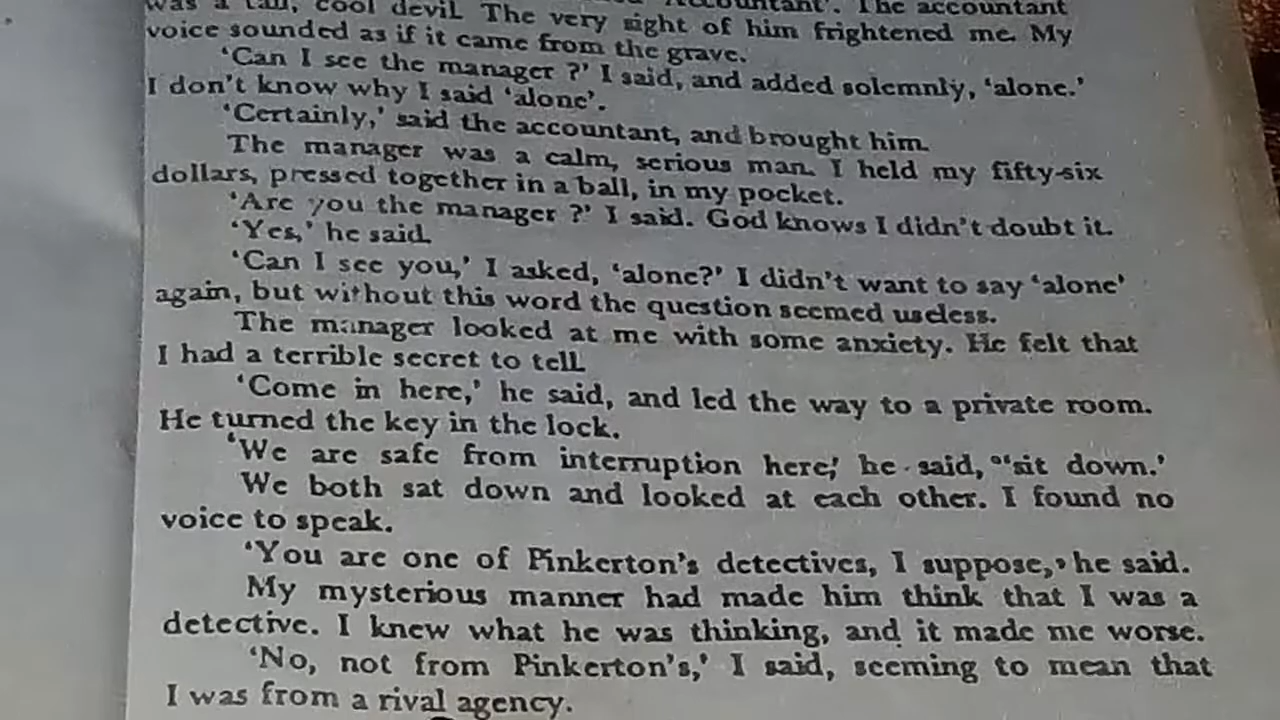 was a tall, cool devil. The very sight of him frightened me. My
voice sounded as if it came from the grave.
‘Can I see the manager ?’ I said, and added solemnly, ‘alone.’
I don’t know why I said ‘alone’.
‘Certainly,’ said the accountant, and brought him.
The manager was a calm, serious man. I held my fifty-six
dollars, pressed together in a ball, in my pocket.
‘Are you the manager ?’ I said. God knows I didn’t doubt it.
‘Yes,’ he said.
‘Can I see you,’ I asked, ‘alone?’ I didn’t want to say ‘alone’
again, but without this word the question seemed useless.
The manager looked at me with some anxiety. He felt that
I had a terrible secret to tell.
‘Come in here,’ he said, and led the way to a private room.
He turned the key in the lock.
‘We are safe from interruption here,’ he said, “‘sit down.’
We both sat down and looked at each other. I found no
voice to speak.
‘You are one of Pinkerton’s detectives, I suppose,’ he said.
My mysterious manner had made him think that I was a
detective. I knew what he was thinking, and it made me worse.
‘No, not from Pinkerton’s,’ I said, seeming to mean that
I was from a rival agency.